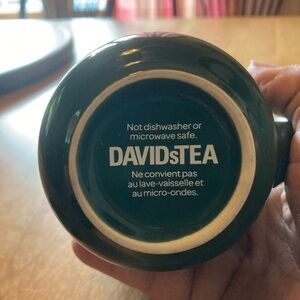 Not dishwasher or
microwave safe.
DAVIDsTEA
Ne convient pas
au lave-vaisselle et
au micro-ondes.